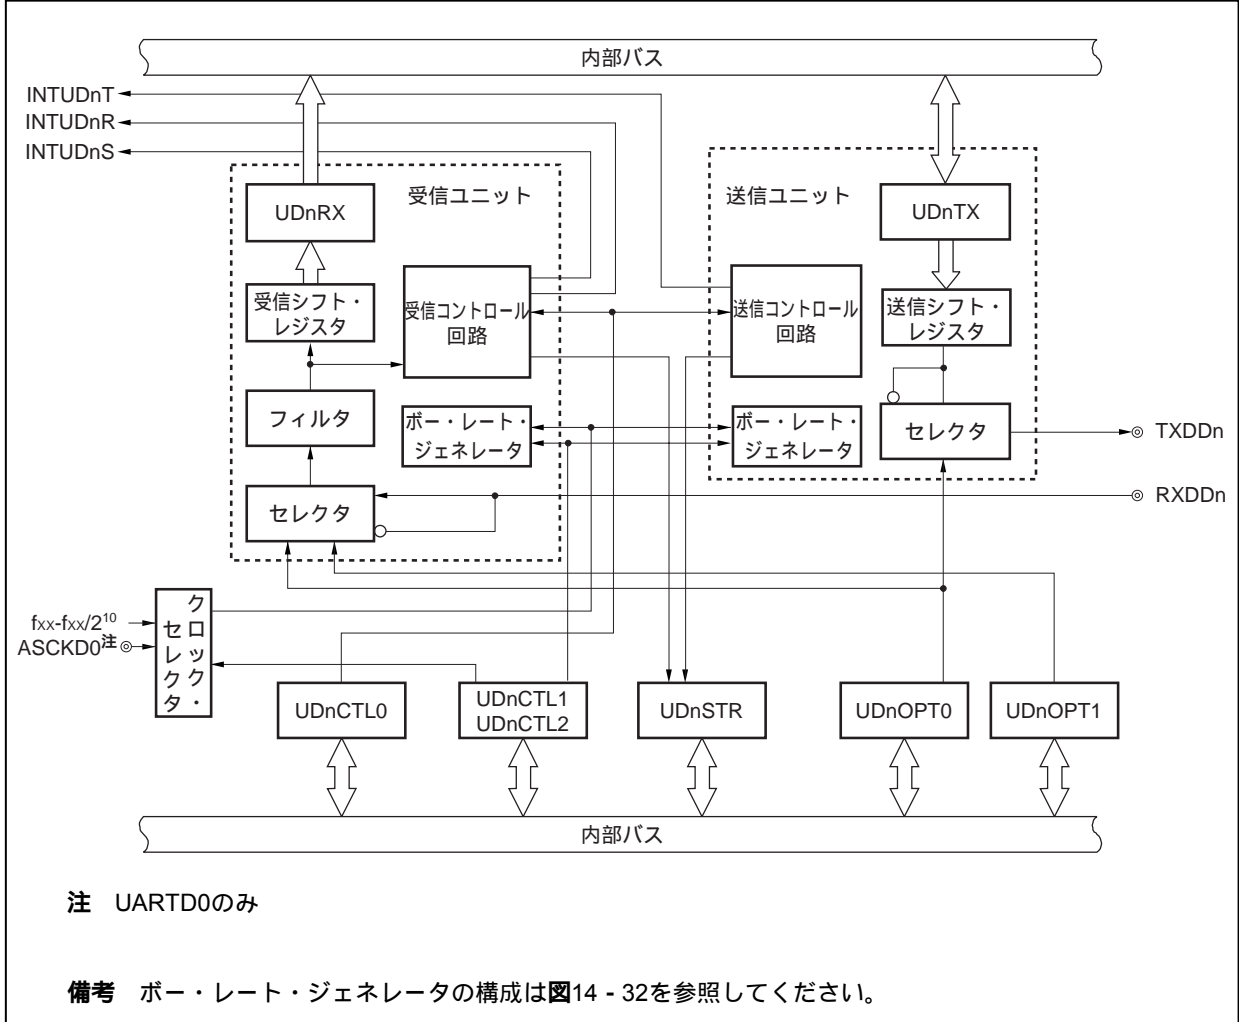 内部バス
INTUDnT
INTUDnR
INTUDnS
受信ユニット
送信ユニット
UDnRX
UDnTX
受信シフト・
レジスタ
受信コントロール
回路
送信コントロール
回路
送信シフト・
レジスタ
フィルタ
ボー・レート・
ジェネレータ
ボー・レート・
ジェネレータ
セレクタ
TXDDn
セレクタ
RXDDn
クロック・
セレクタ
fxx-fxx/2¹⁰
ASCKD0注
UDnCTL0
UDnCTL1
UDnCTL2
UDnSTR
UDnOPT0
UDnOPT1
内部バス
注 UARTD0のみ
備考 ボー・レート・ジェネレータの構成は図14-32を参照してください。